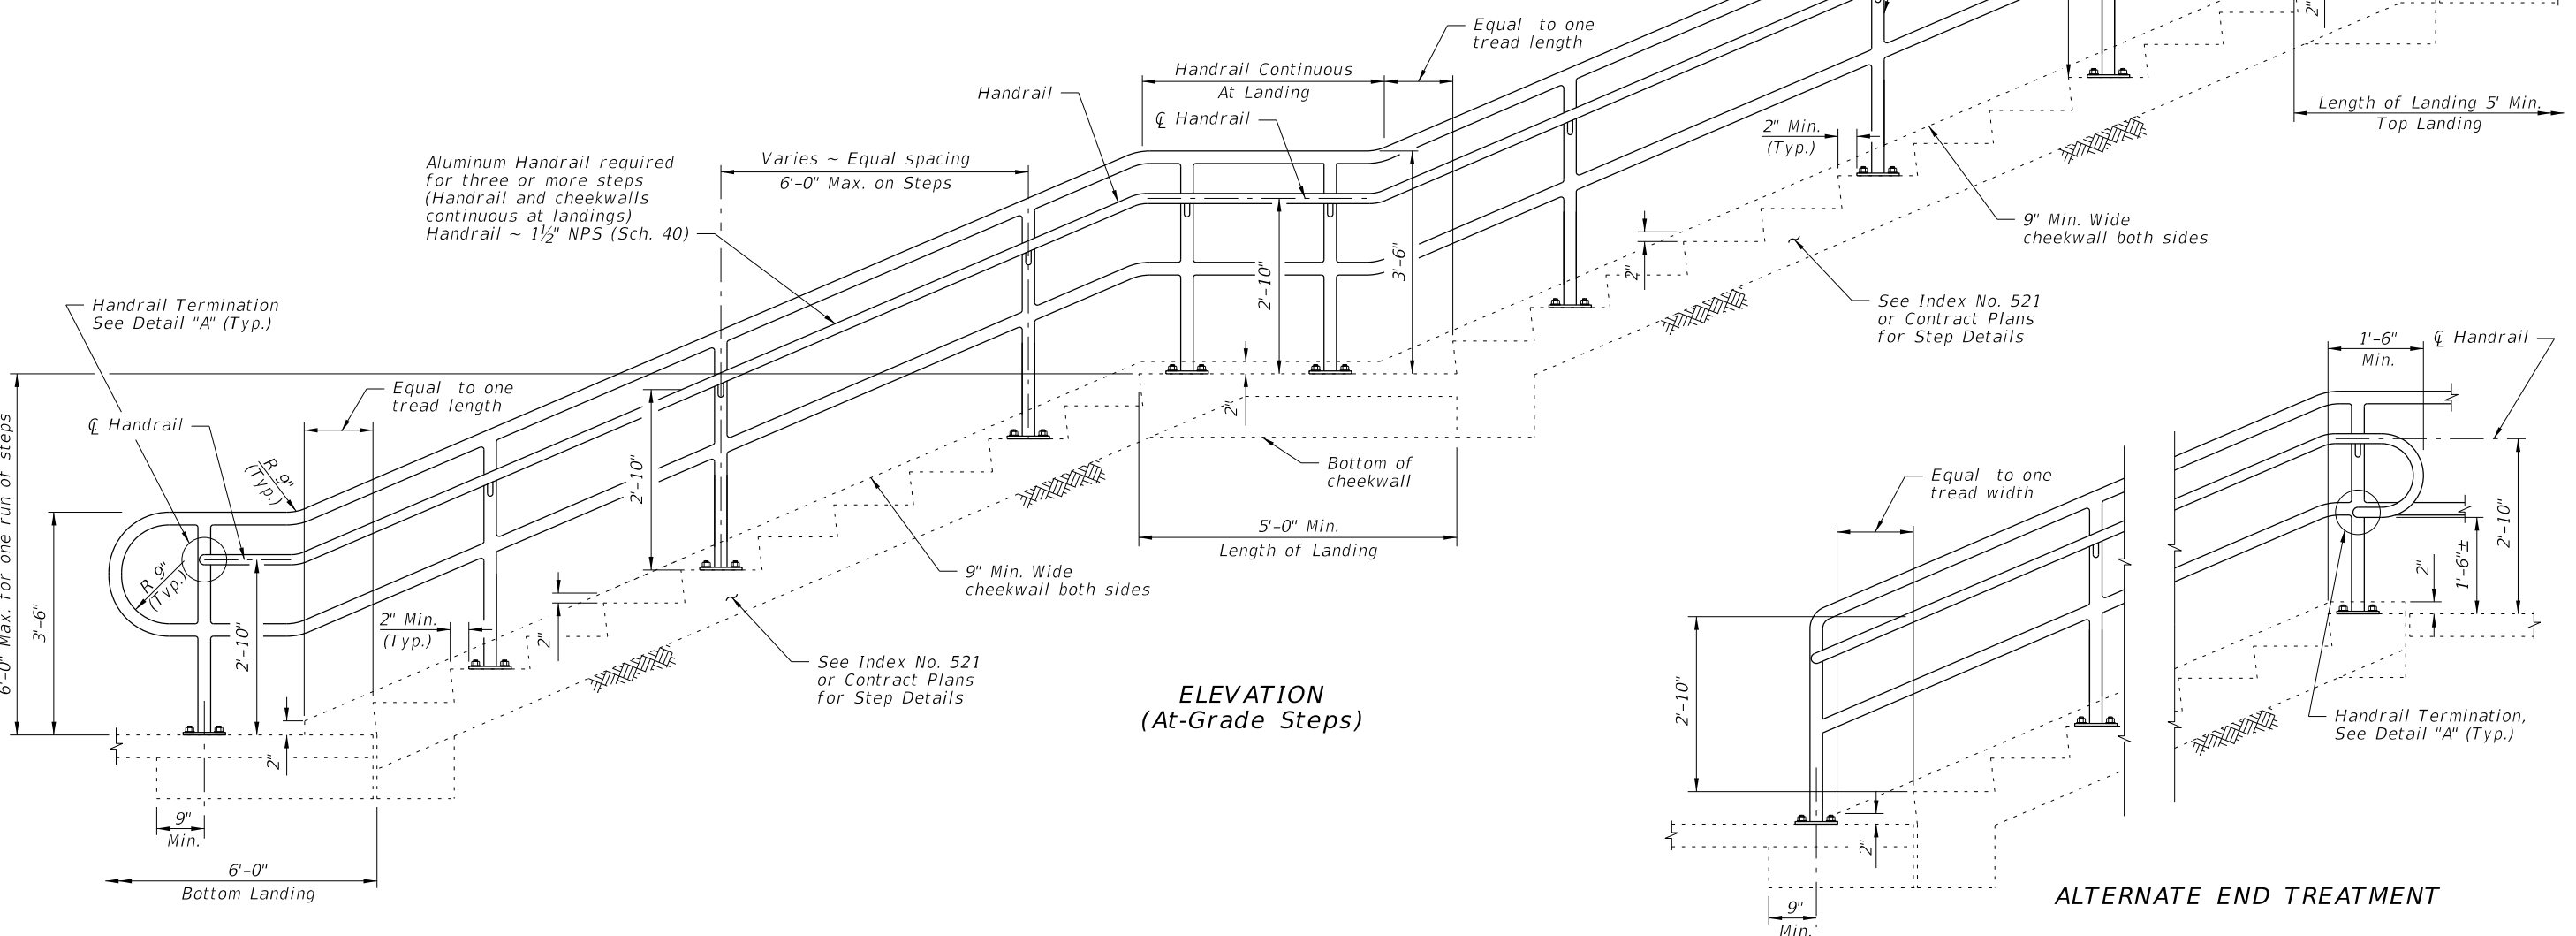 Equal to one
tread length
2"
Handrail Continuous
At Landing
Handrail
℄ Handrail
Length of Landing 5' Min.
Top Landing
2" Min.
(Typ.)
Varies ~ Equal spacing
6'-0" Max. on Steps
Aluminum Handrail required
for three or more steps
(Handrail and cheekwalls
continuous at landings)
Handrail ~ 1½" NPS (Sch. 40)
9" Min. Wide
cheekwall both sides
2'-10"
3'-6"
2"
Handrail Termination
See Detail "A" (Typ.)
See Index No. 521
or Contract Plans
for Step Details
1'-6"
Min.
℄ Handrail
6'-0" Max. for one run of steps
Equal to one
tread length
℄ Handrail
2"
R 9"
(Typ.)
2'-10"
Bottom of
cheekwall
Equal to one
tread width
5'-0" Min.
Length of Landing
2'-10"
1'-6"±
2"
R 9"
(Typ.)
9" Min. Wide
cheekwall both sides
3'-6"
2'-10"
2" Min.
(Typ.)
2"
See Index No. 521
or Contract Plans
for Step Details
ELEVATION
(At-Grade Steps)
2'-10"
Handrail Termination,
See Detail "A" (Typ.)
2"
9"
Min.
6'-0"
Bottom Landing
2"
ALTERNATE END TREATMENT
9"
Min.